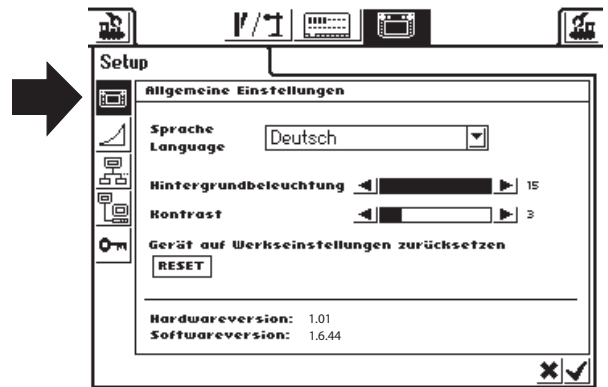 Setup
Allgemeine Einstellungen
Sprache
Language
Deutsch
Hintergrundbeleuchtung 15
Kontrast 3
Gerät auf Werkseinstellungen zurücksetzen
RESET
Hardwareversion: 1.01
Softwareversion: 1.6.44